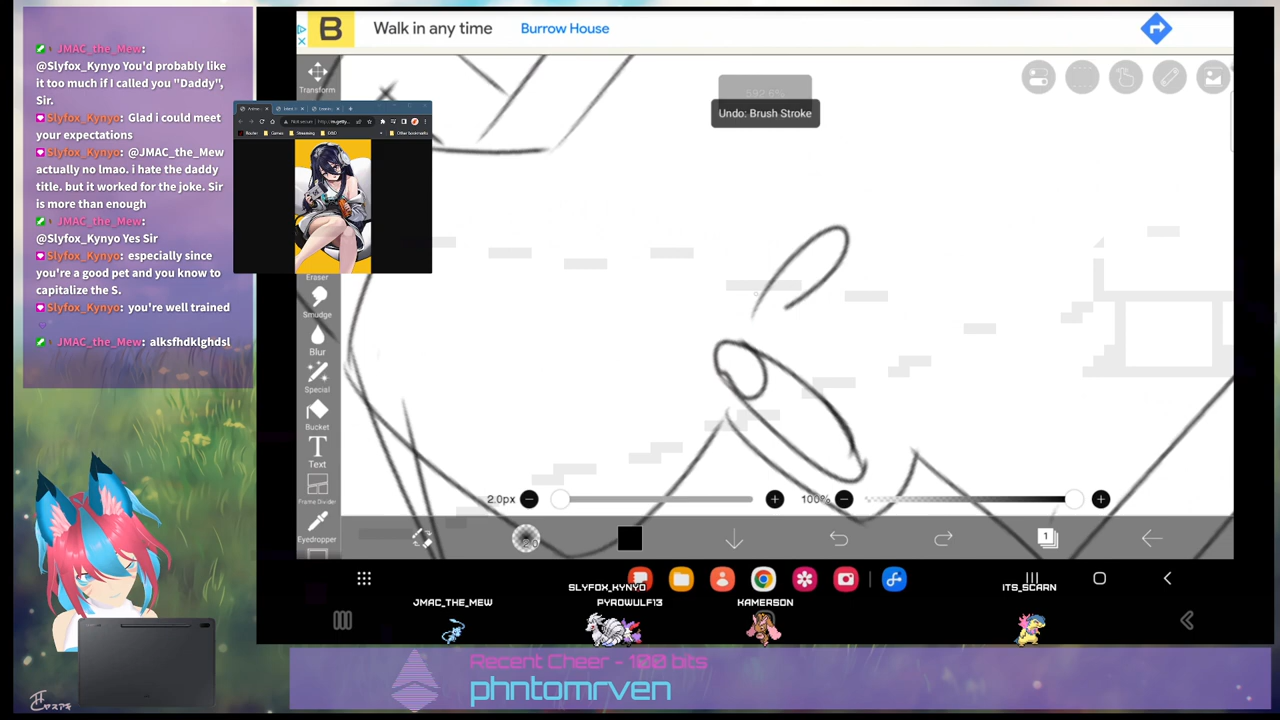 JMAC_the_Mew:
@Slyfox_Kynyo You'd probably like it too much if I called you "Daddy", Sir.
Slyfox_Kynyo: Glad i could meet your expectations
Slyfox_Kynyo: @JMAC_the_Mew actually no lmao. i hate the daddy title. but it worked for the joke. Sir is more than enough
JMAC_the_Mew:
@Slyfox_Kynyo Yes Sir
Slyfox_Kynyo: especially since you're a good pet and you know to capitalize the S.
Slyfox_Kynyo: you're well trained
JMAC_the_Mew: alksfhdklghdsl
B
Walk in any time
Burrow House
Other bookmarks
592.6%
Undo: Brush Stroke
Transform
Eraser
Smudge
Blur
Special
Bucket
Text
Frame Divider
Eyedropper
2.0px
100%
1
SLYFOX_KYNYO
ITS_SCARN
JMAC_THE_MEW
PYROWULF13
KAMERSON
Recent Cheer - 100 bits
phntomrven